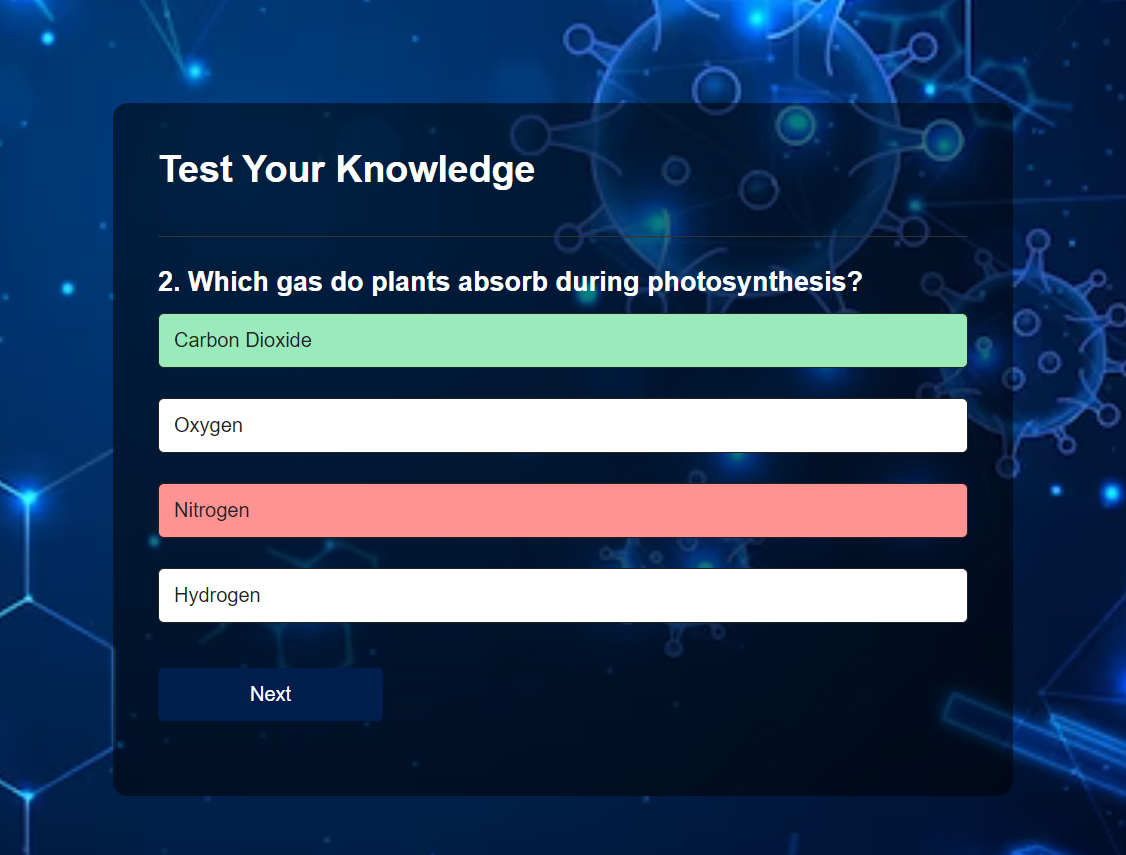 Test Your Knowledge
2. Which gas do plants absorb during photosynthesis?
Carbon Dioxide
Oxygen
Nitrogen
Hydrogen
Next